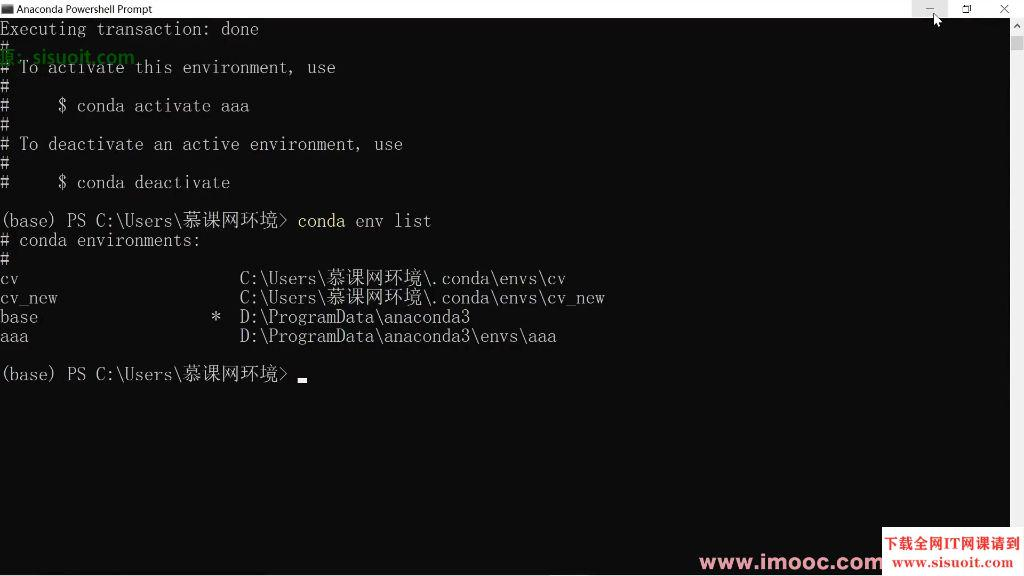 Anaconda Powershell Prompt
Executing transaction: done
#
源: sisuoit.com
# To activate this environment, use
#
#     $ conda activate aaa
#
# To deactivate an active environment, use
#
#     $ conda deactivate
(base) PS C:\Users\慕课网环境> conda env list
# conda environments:
#
cv                       C:\Users\慕课网环境\.conda\envs\cv
cv_new                   C:\Users\慕课网环境\.conda\envs\cv_new
base                  *  D:\ProgramData\anaconda3
aaa                      D:\ProgramData\anaconda3\envs\aaa
(base) PS C:\Users\慕课网环境>
www.imooc.com
下载全网IT网课请到
www.sisuoit.com